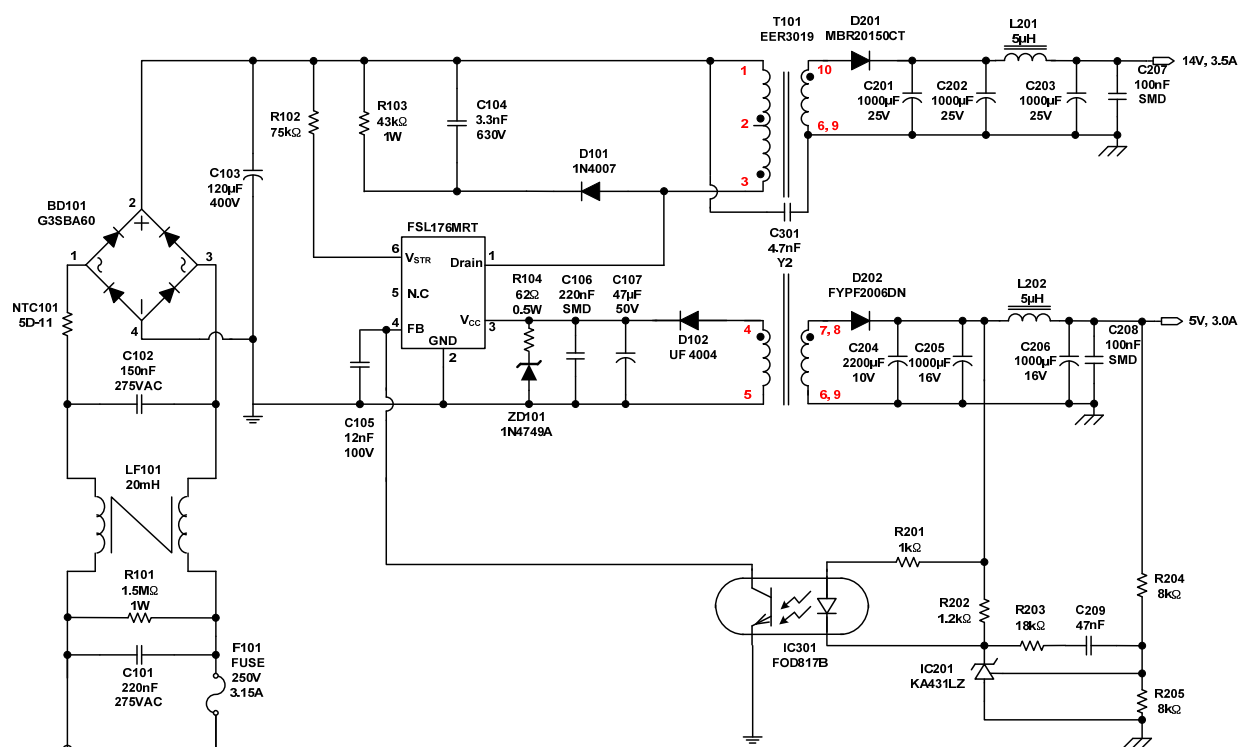 T101
EER3019
D201
MBR20150CT
L201
5µH
14V, 3.5A
1
2
3
10
6, 9
C201
1000µF
25V
C202
1000µF
25V
C203
1000µF
25V
C207
100nF
SMD
R102
75kΩ
R103
43kΩ
1W
C104
3.3nF
630V
D101
1N4007
C103
120µF
400V
BD101
G3SBA60
2
1
3
4
+
FSL176MRT
6
VSTR
Drain
1
5
N.C
4
FB
VCC
3
GND
2
C301
4.7nF
Y2
R104
62Ω
0.5W
C106
220nF
SMD
C107
47µF
50V
D102
UF 4004
4
5
7, 8
6, 9
D202
FYPF2006DN
L202
5µH
5V, 3.0A
C204
2200µF
10V
C205
1000µF
16V
C206
1000µF
16V
C208
100nF
SMD
NTC101
5D-11
C102
150nF
275VAC
C105
12nF
100V
ZD101
1N4749A
LF101
20mH
R101
1.5MΩ
1W
C101
220nF
275VAC
F101
FUSE
250V
3.15A
R201
1kΩ
R202
1.2kΩ
R203
18kΩ
C209
47nF
R204
8kΩ
IC301
FOD817B
IC201
KA431LZ
R205
8kΩ